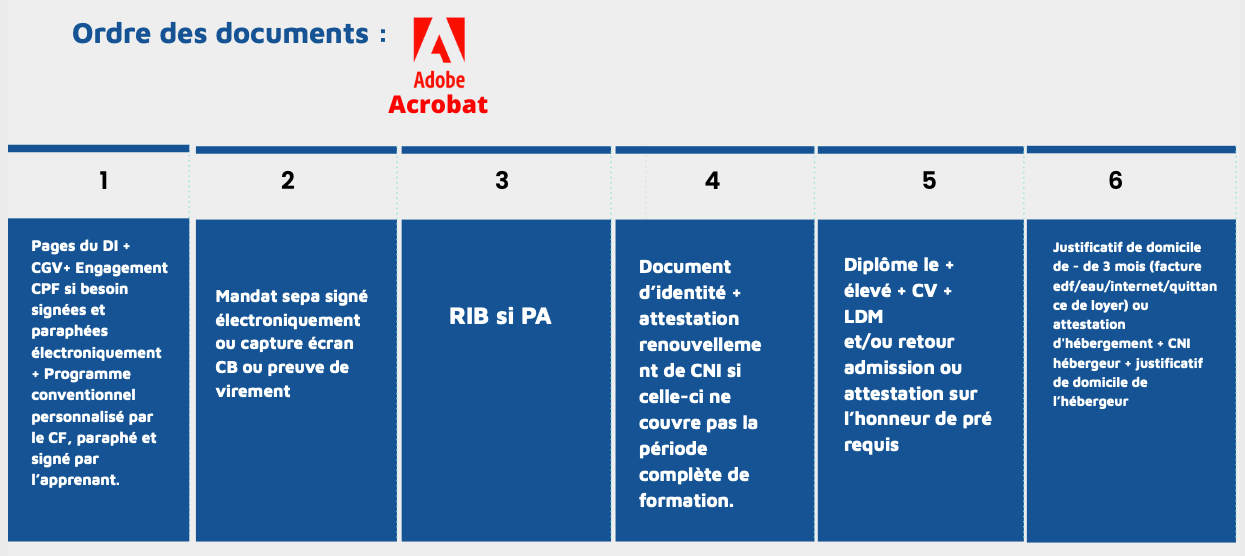 Ordre des documents :
Adobe
Acrobat
1
Pages du DI +
CGV+ Engagement
CPF si besoin
signées et
paraphées
électroniquement
+ Programme
conventionnel
personnalisé par
le CF, paraphé et
signé par
l'apprenant.
2
Mandat sepa signé
électroniquement
ou capture écran
CB ou preuve de
virement
3
RIB si PA
4
Document
d'identité +
attestation
renouvelleme
nt de CNI si
celle-ci ne
couvre pas la
période
complète de
formation.
5
Diplôme le +
élevé + CV +
LDM
et/ou retour
admission ou
attestation sur
l'honneur de pré
requis
6
Justificatif de domicile
de - de 3 mois (facture
edf/eau/internet/quittan
ce de loyer) ou
attestation
d'hébergement + CNI
hébergeur + justificatif
de domicile de
l'hébergeur